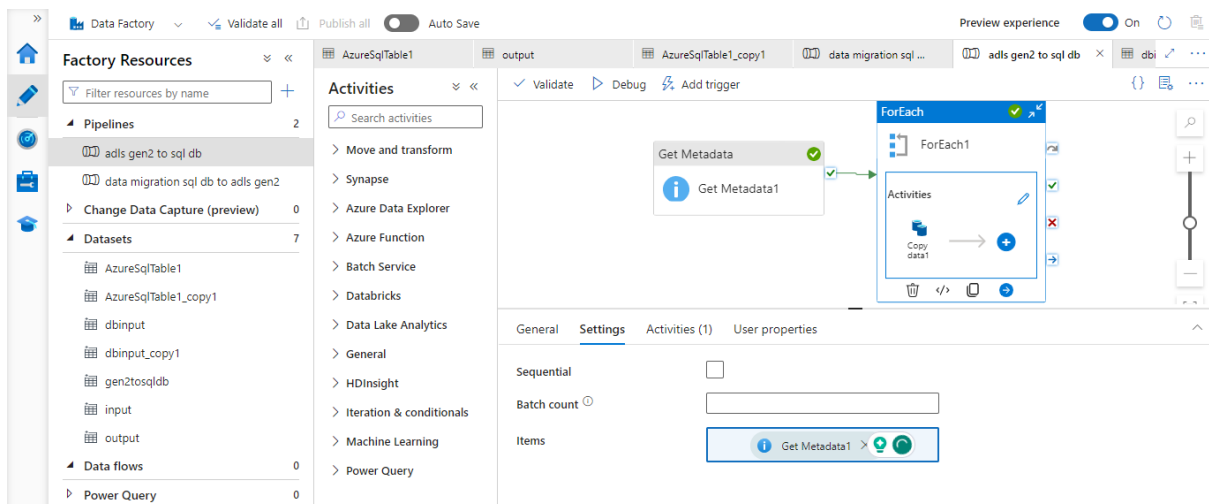 Data Factory
Validate all
Publish all
Auto Save
Preview experience
On
Factory Resources
Filter resources by name
Pipelines
2
adls gen2 to sql db
data migration sql db to adls gen2
Change Data Capture (preview)
0
Datasets
7
AzureSqlTable1
AzureSqlTable1_copy1
dbinput
dbinput_copy1
gen2tosqldb
input
output
Data flows
0
Power Query
0
AzureSqlTable1
output
AzureSqlTable1_copy1
data migration sql ...
adls gen2 to sql db
Activities
Search activities
Move and transform
Synapse
Azure Data Explorer
Azure Function
Batch Service
Databricks
Data Lake Analytics
General
HDInsight
Iteration & conditionals
Machine Learning
Power Query
Validate
Debug
Add trigger
Get Metadata
Get Metadata1
ForEach
ForEach1
Activities
Copy
data1
General
Settings
Activities (1)
User properties
Sequential
Batch count
Items
Get Metadata1